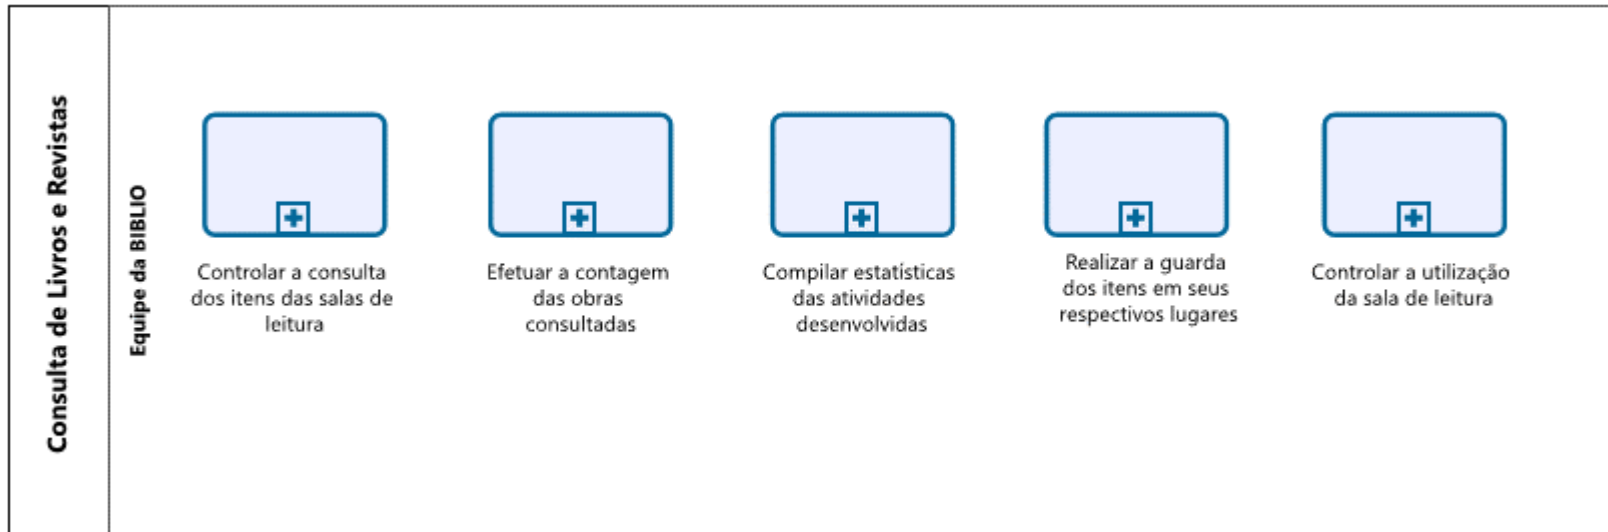 Consulta de Livros e Revistas
Equipe da BIBLIO
Controlar a consulta
dos itens das salas de
leitura
Efetuar a contagem
das obras
consultadas
Compilar estatísticas
das atividades
desenvolvidas
Realizar a guarda
dos itens em seus
respectivos lugares
Controlar a utilização
da sala de leitura